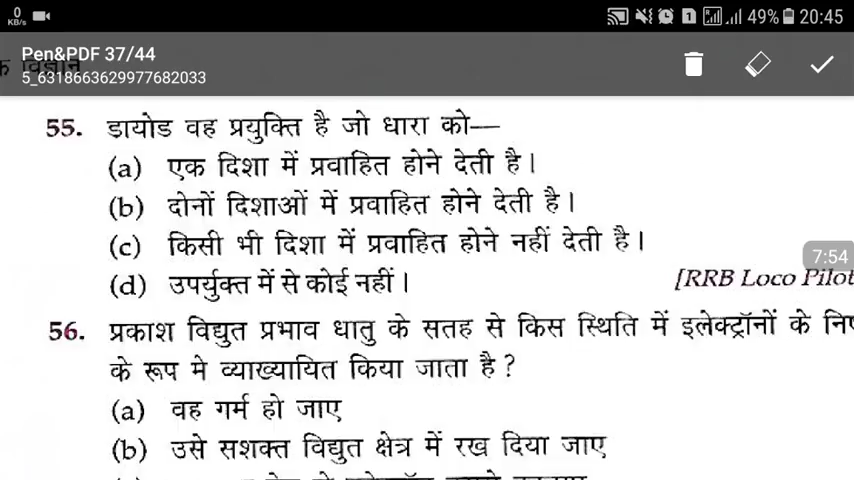 0
KB/s
49% 20:45
Pen&PDF 37/44
5_6318663629977682033
7:54
55. डायोड वह प्रयुक्ति है जो धारा को—
(a) एक दिशा में प्रवाहित होने देती है।
(b) दोनों दिशाओं में प्रवाहित होने देती है।
(c) किसी भी दिशा में प्रवाहित होने नहीं देती है।
(d) उपर्युक्त में से कोई नहीं।
[RRB Loco Pilot
56. प्रकाश विद्युत प्रभाव धातु के सतह से किस स्थिति में इलेक्ट्रॉनों के
के रूप मे व्याख्यायित किया जाता है ?
(a) वह गर्म हो जाए
(b) उसे सशक्त विद्युत क्षेत्र में रख दिया जाए